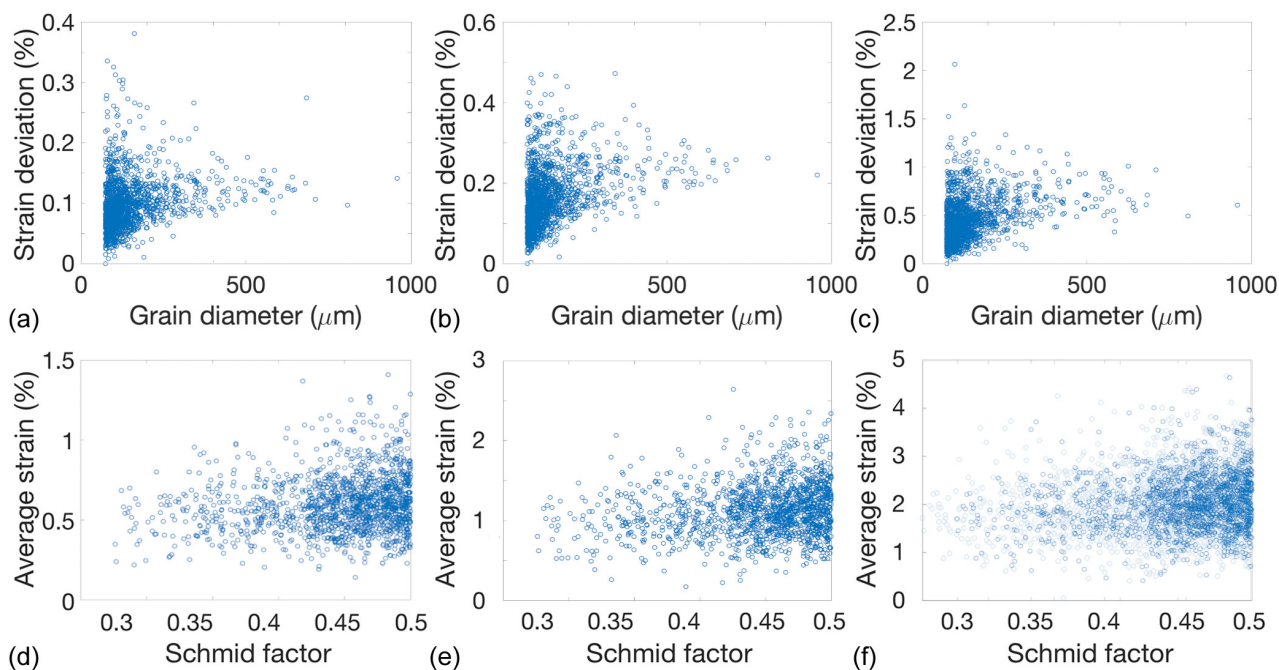 0.4
0.3
0.2
0.1
0
0
500
1000
Strain deviation (%)
(a)
Grain diameter (μm)
0.6
0.4
0.2
0
0
500
1000
Strain deviation (%)
(b)
Grain diameter (μm)
2.5
2
1.5
1
0.5
0
0
500
1000
Strain deviation (%)
(c)
Grain diameter (μm)
1.5
1
0.5
0
0.3
0.35
0.4
0.45
0.5
Average strain (%)
(d)
Schmid factor
3
2
1
0
0.3
0.35
0.4
0.45
0.5
Average strain (%)
(e)
Schmid factor
5
4
3
2
1
0
0.3
0.35
0.4
0.45
0.5
Average strain (%)
(f)
Schmid factor